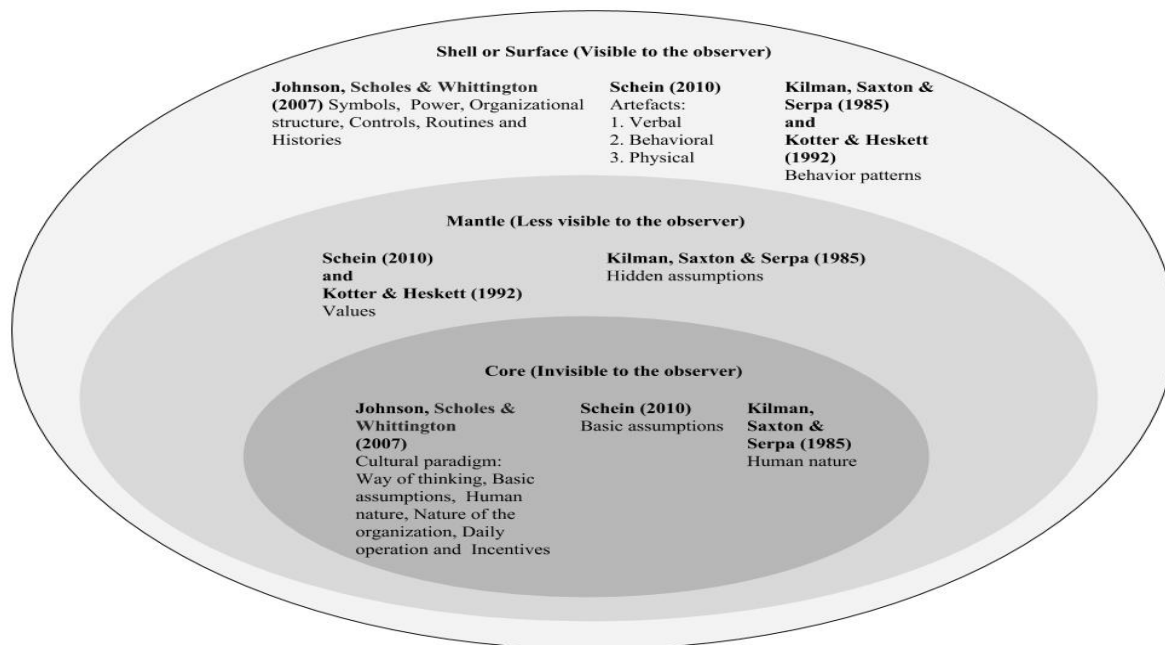 Shell or Surface (Visible to the observer)
Johnson, Scholes & Whittington
(2007) Symbols, Power, Organizational
structure, Controls, Routines and
Histories
Schein (2010)
Artefacts:
1. Verbal
2. Behavioral
3. Physical
Kilman, Saxton &
Serpa (1985)
and
Kotter & Heskett
(1992)
Behavior patterns
Mantle (Less visible to the observer)
Schein (2010)
and
Kotter & Heskett (1992)
Values
Kilman, Saxton & Serpa (1985)
Hidden assumptions
Core (Invisible to the observer)
Johnson, Scholes &
Whittington
(2007)
Cultural paradigm:
Way of thinking, Basic
assumptions, Human
nature, Nature of the
organization, Daily
operation and Incentives
Schein (2010)
Basic assumptions
Kilman,
Saxton &
Serpa (1985)
Human nature